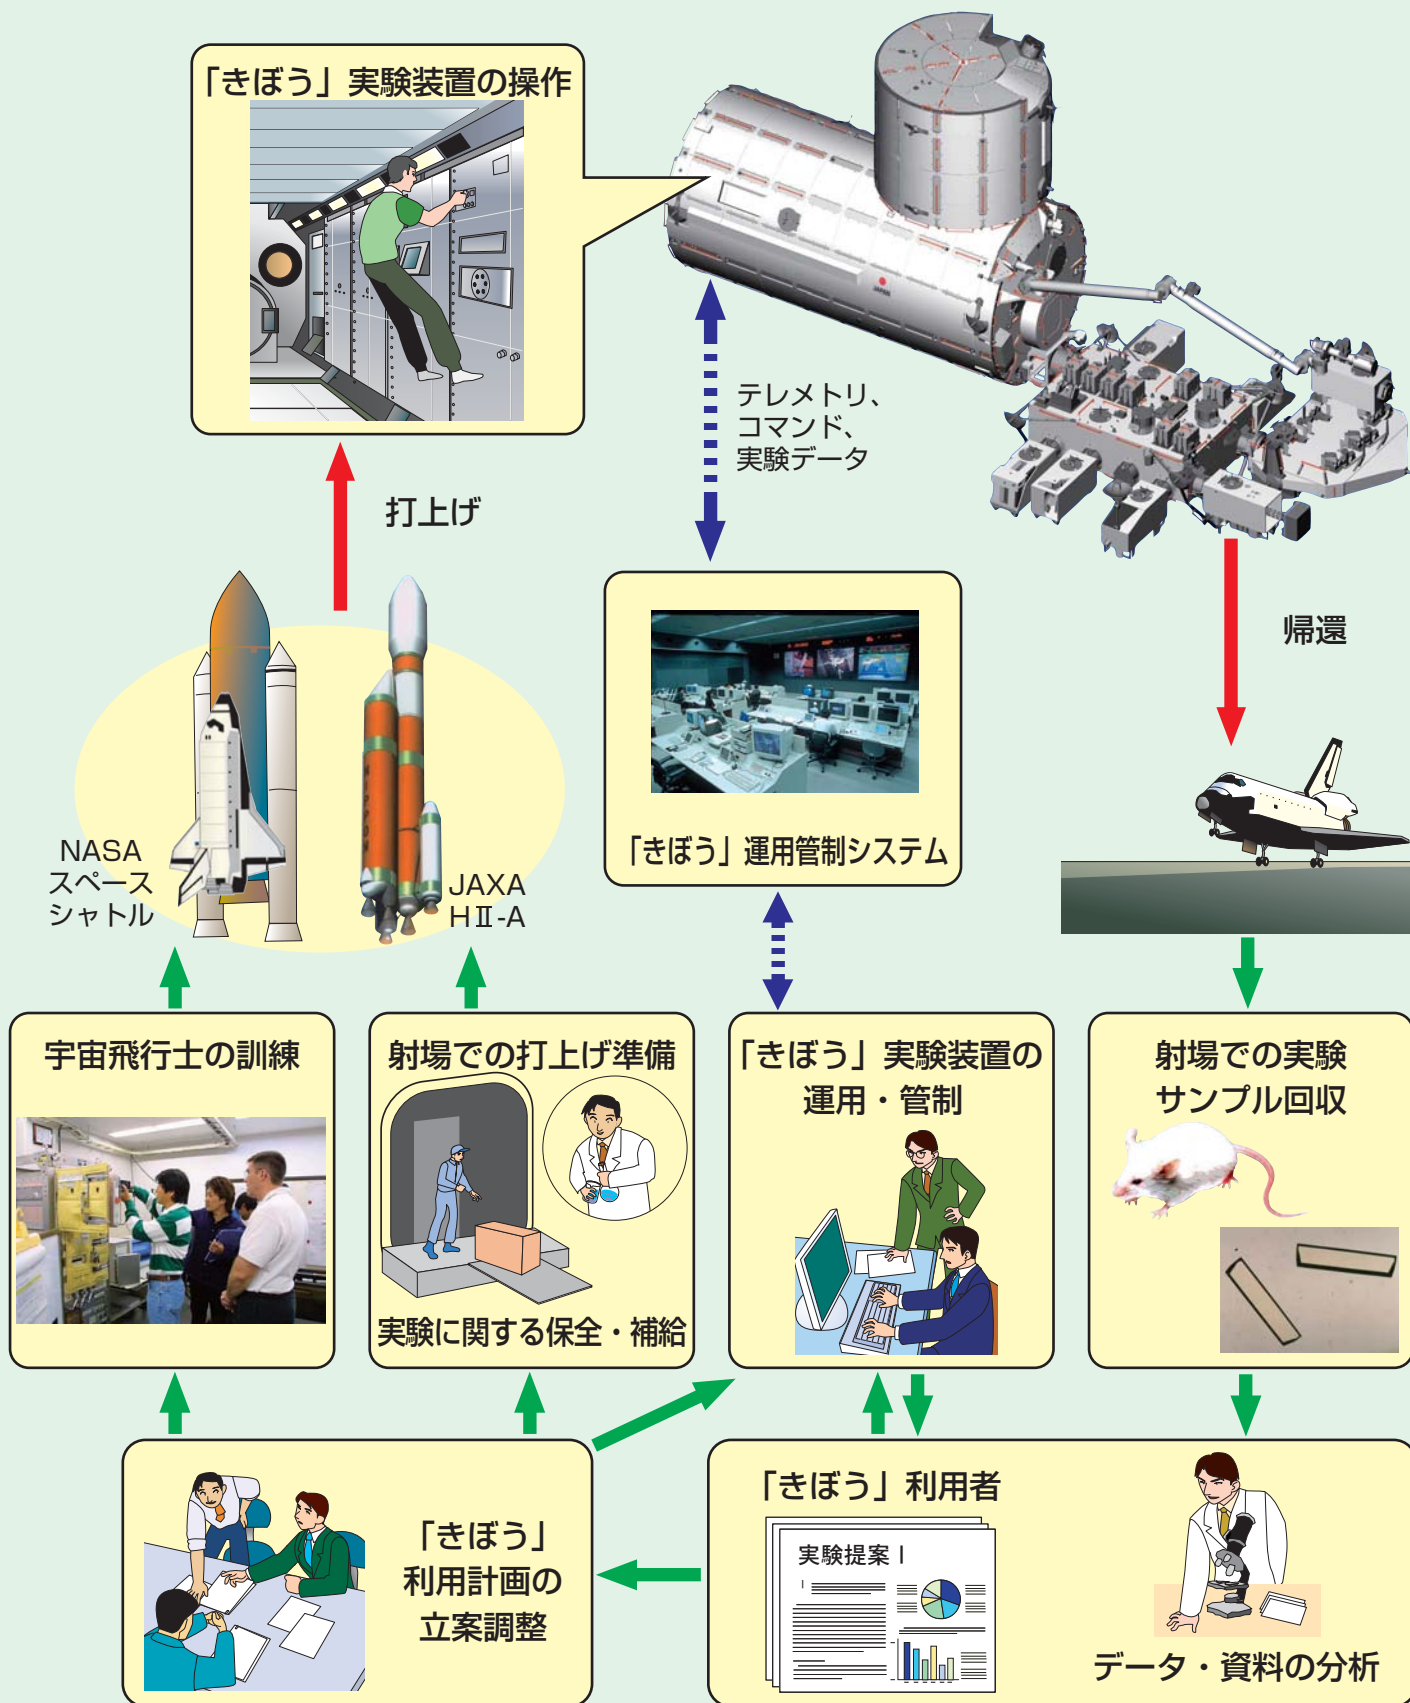 「きぼう」実験装置の操作
JAPAN
テレメトリ、
コマンド、
実験データ
打上げ
帰還
NASA
スペース
シャトル
JAXA
HⅡ-A
「きぼう」運用管制システム
宇宙飛行士の訓練
射場での打上げ準備
実験に関する保全・補給
「きぼう」実験装置の
運用・管制
射場での実験
サンプル回収
「きぼう」
利用計画の
立案調整
「きぼう」利用者
実験提案Ⅰ
データ・資料の分析